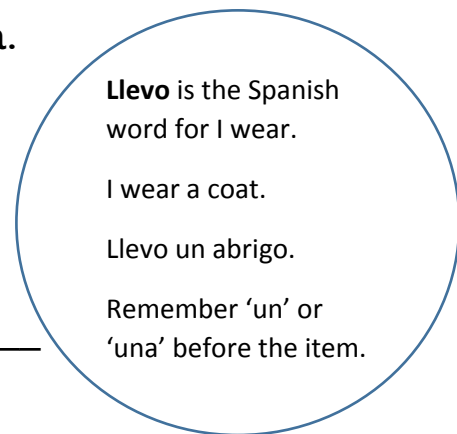 a.
Llevo is the Spanish
word for I wear.
I wear a coat.
Llevo un abrigo.
Remember ‘un’ or
‘una’ before the item.